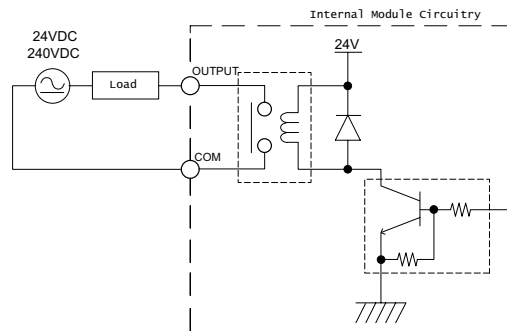 Internal Module Circuitry
24VDC
240VDC
24V
OUTPUT
Load
COM